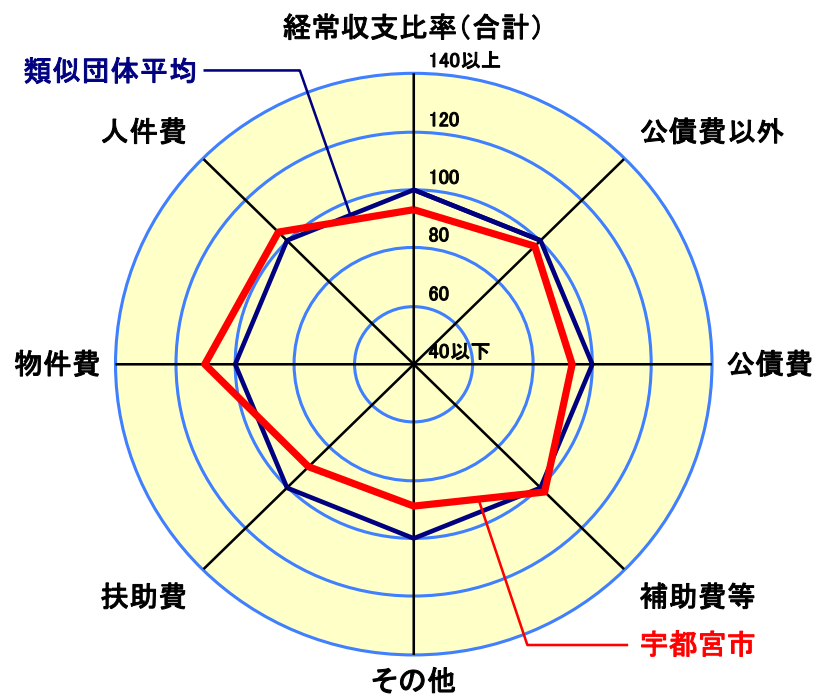 経常収支比率（合計）
140以上
類似団体平均
人件費
公債費以外
120
100
80
60
40以下
物件費
公債費
扶助費
補助費等
宇都宮市
その他